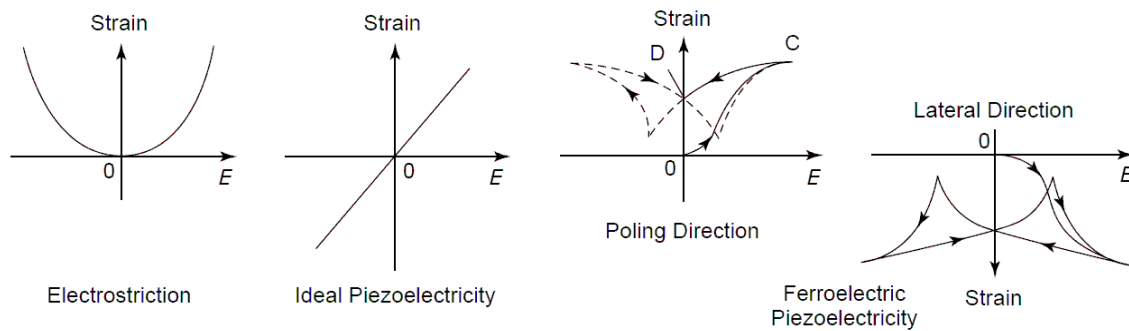 Strain
0
E
Electrostriction
Strain
0
E
Ideal Piezoelectricity
Strain
D
C
0
E
Poling Direction
Lateral Direction
0
E
Strain
Ferroelectric
Piezoelectricity